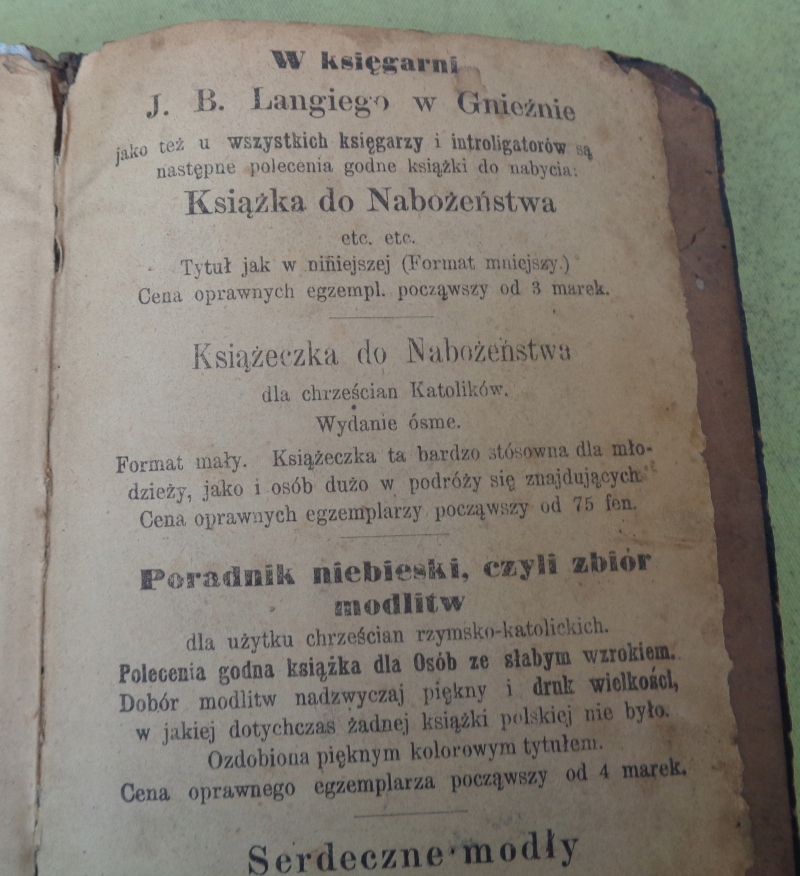 W księgarni
J. B. Langiego w Gnieźnie
jako też u wszystkich księgarzy i introligatorów są
następne polecenia godne książki do nabycia:
Książka do Nabożeństwa
etc. etc.
Tytuł jak w niñiejszej (Format mniejszy.)
Cena oprawnych egzempl. począwszy od 3 marek.
Książeczka do Nabożeństwa
dla chrześcian Katolików.
Wydanie ósme.
Format mały. Książeczka ta bardzo stósowna dla mło-
dzieży, jako i osób dużo w podróży się znajdujących.
Cena oprawnych egzemplarzy począwszy od 75 fen.
Poradnik niebieski, czyli zbiór
modlitw
dla użytku chrześcian rzymsko-katolickich.
Polecenia godna książka dla Osób ze słabym wzrokiem.
Dobór modlitw nadzwyczaj piękny i druk wielkości,
w jakiej dotychczas żadnej książki polskiej nie było.
Ozdobiona pięknym kolorowym tytułem.
Cena oprawnego egzemplarza począwszy od 4 marek.
Serdeczne modły